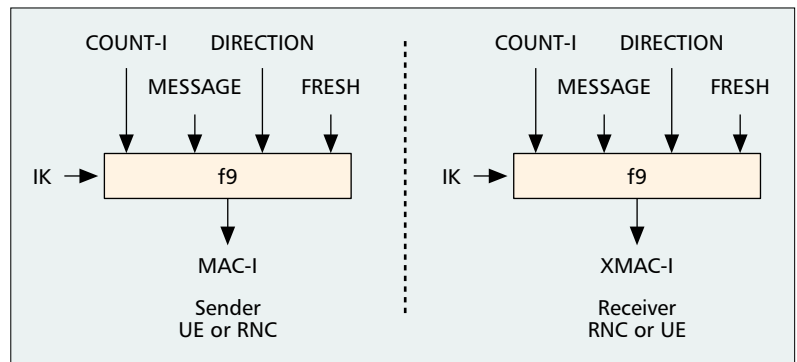 COUNT-I DIRECTION
MESSAGE FRESH
IK
f9
MAC-I
Sender
UE or RNC
COUNT-I DIRECTION
MESSAGE FRESH
IK
f9
XMAC-I
Receiver
RNC or UE